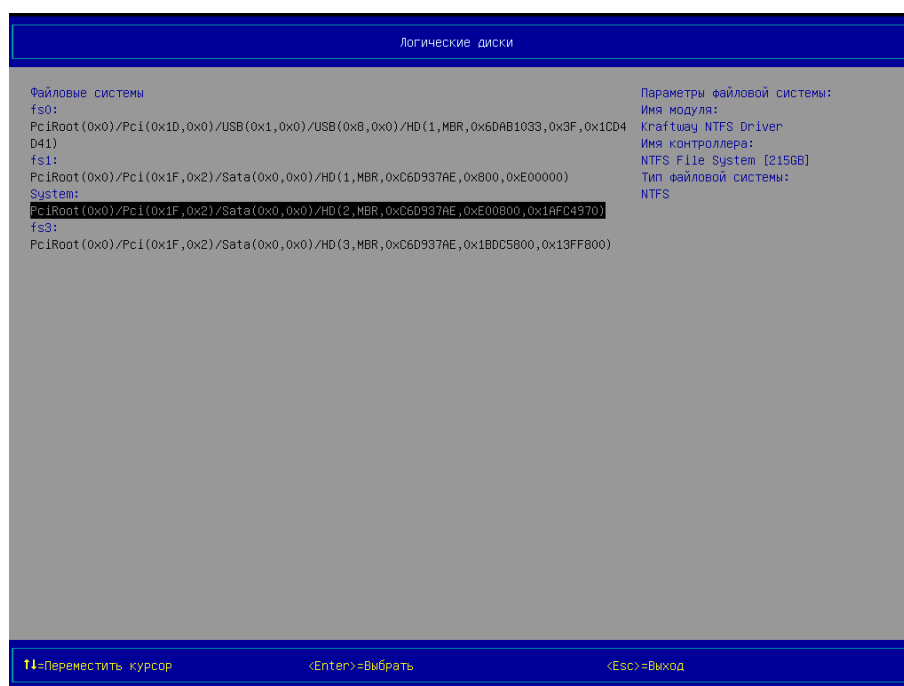 Логические диски
Файловые системы
fs0:
PciRoot(0x0)/Pci(0x1D,0x0)/USB(0x1,0x0)/USB(0x8,0x0)/HD(1,MBR,0x6DAB1033,0x3F,0x1CD4
D41)
fs1:
PciRoot(0x0)/Pci(0x1F,0x2)/Sata(0x0,0x0)/HD(1,MBR,0xC6D937AE,0x800,0xE00000)
System:
PciRoot(0x0)/Pci(0x1F,0x2)/Sata(0x0,0x0)/HD(2,MBR,0xC6D937AE,0xE00800,0x1AFC4970)
fs3:
PciRoot(0x0)/Pci(0x1F,0x2)/Sata(0x0,0x0)/HD(3,MBR,0xC6D937AE,0x1BDC5800,0x13FF800)
Параметры файловой системы:
Имя модуля:
Kraftway NTFS Driver
Имя контроллера:
NTFS File System [215GB]
Тип файловой системы:
NTFS
↑↓=Переместить курсор <Enter>=Выбрать <Esc>=Выход